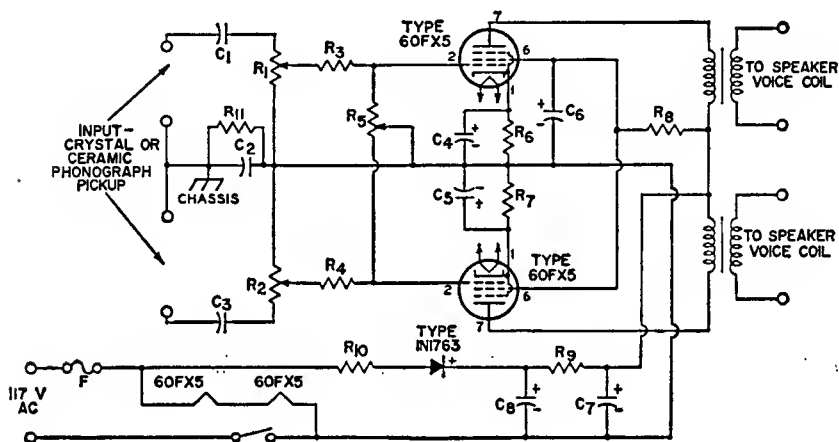 TYPE
60FX5
7
2
6
1
C1
R1
R3
R5
R11
C2
CHASSIS
INPUT-
CRYSTAL OR
CERAMIC
PHONOGRAPH
PICKUP
C4
+
-
R6
C6
+
-
R8
TO SPEAKER
VOICE COIL
C5
-
+
R7
TO SPEAKER
VOICE COIL
R2
R4
C3
1
2
6
7
TYPE
60FX5
117 V
AC
F
60FX5 60FX5
R10
TYPE
1N1763
+
C8
+
-
R9
C7
+
-